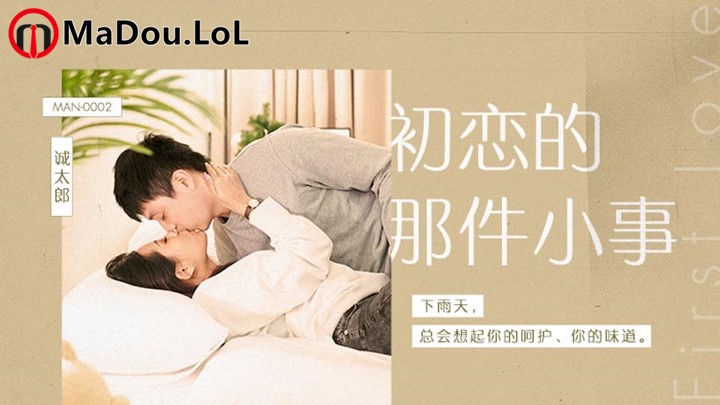 MaDou.LoL
MAN-0002
诚太郎
初恋的
那件小事
下雨天，
总会想起你的呵护、你的味道。
First Love